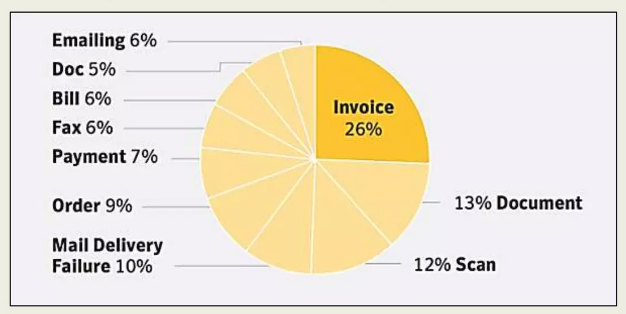 Emailing 6%
Doc 5%
Bill 6%
Fax 6%
Payment 7%
Order 9%
Mail Delivery
Failure 10%
Invoice
26%
13% Document
12% Scan